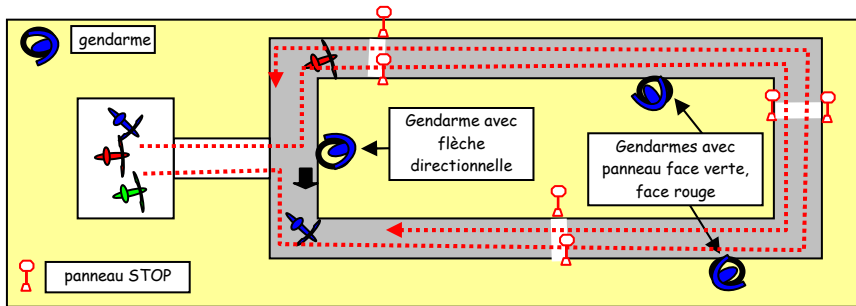 gendarme
Gendarme avec
flèche
directionnelle
Gendarmes avec
panneau face verte,
face rouge
panneau STOP